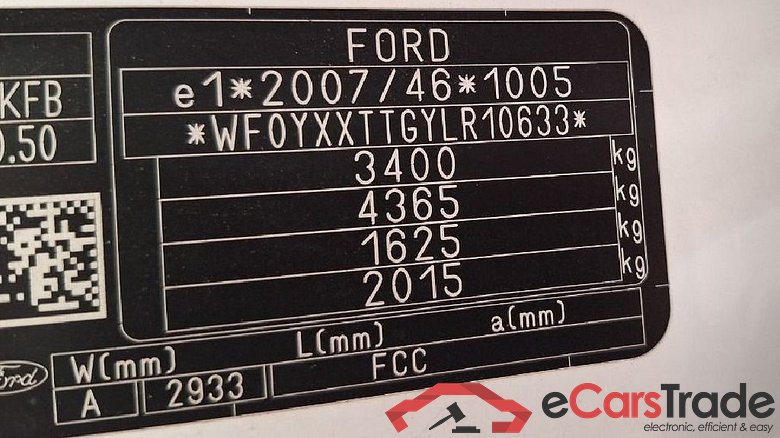 FORD
KFB
e1*2007/46*1005
0.50
*WF0YXXTTGYLR10633*
3400 kg
4365 kg
1625 kg
2015 kg
W(mm) L(mm) a(mm)
Ford
A 2933 FCC
eCarsTrade
electronic, efficient & easy